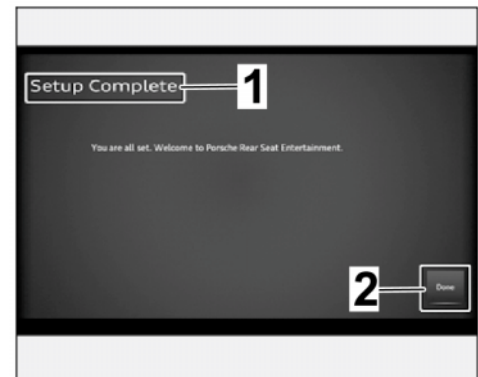 Setup Complete
1
You are all set. Welcome to Porsche Rear Seat Entertainment.
2
Done